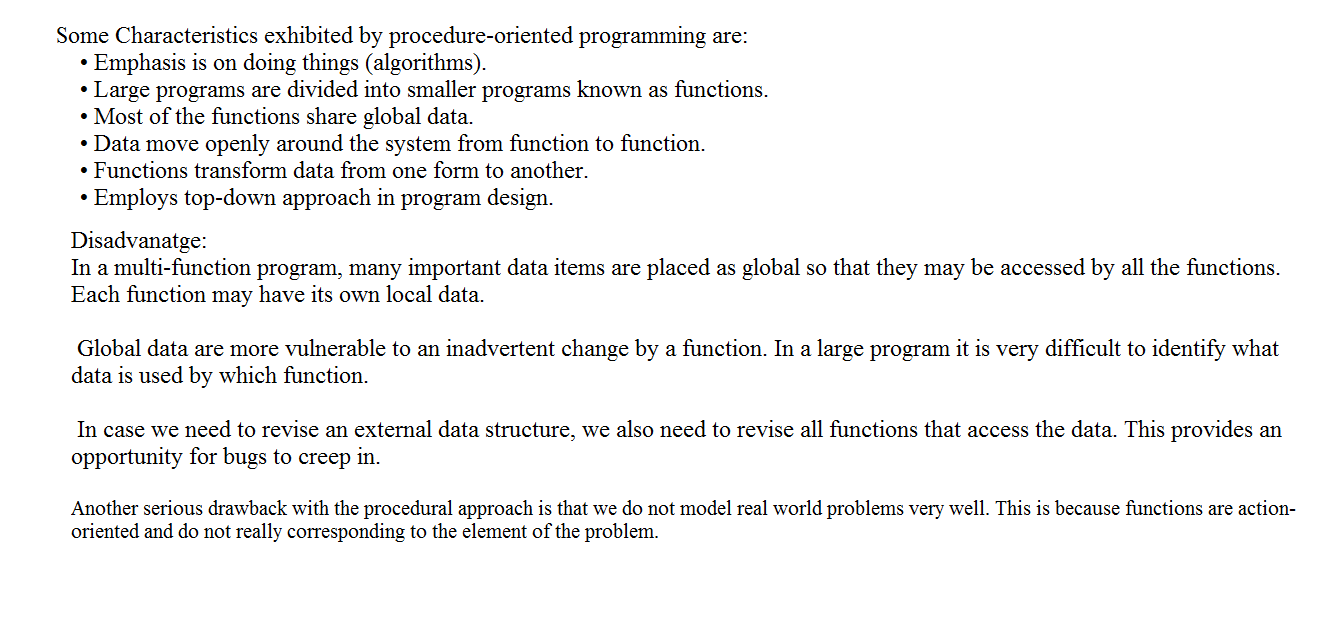 Some Characteristics exhibited by procedure-oriented programming are:
• Emphasis is on doing things (algorithms).
• Large programs are divided into smaller programs known as functions.
• Most of the functions share global data.
• Data move openly around the system from function to function.
• Functions transform data from one form to another.
• Employs top-down approach in program design.
Disadvanatge:
In a multi-function program, many important data items are placed as global so that they may be accessed by all the functions.
Each function may have its own local data.
Global data are more vulnerable to an inadvertent change by a function. In a large program it is very difficult to identify what
data is used by which function.
In case we need to revise an external data structure, we also need to revise all functions that access the data. This provides an
opportunity for bugs to creep in.
Another serious drawback with the procedural approach is that we do not model real world problems very well. This is because functions are action-
oriented and do not really corresponding to the element of the problem.